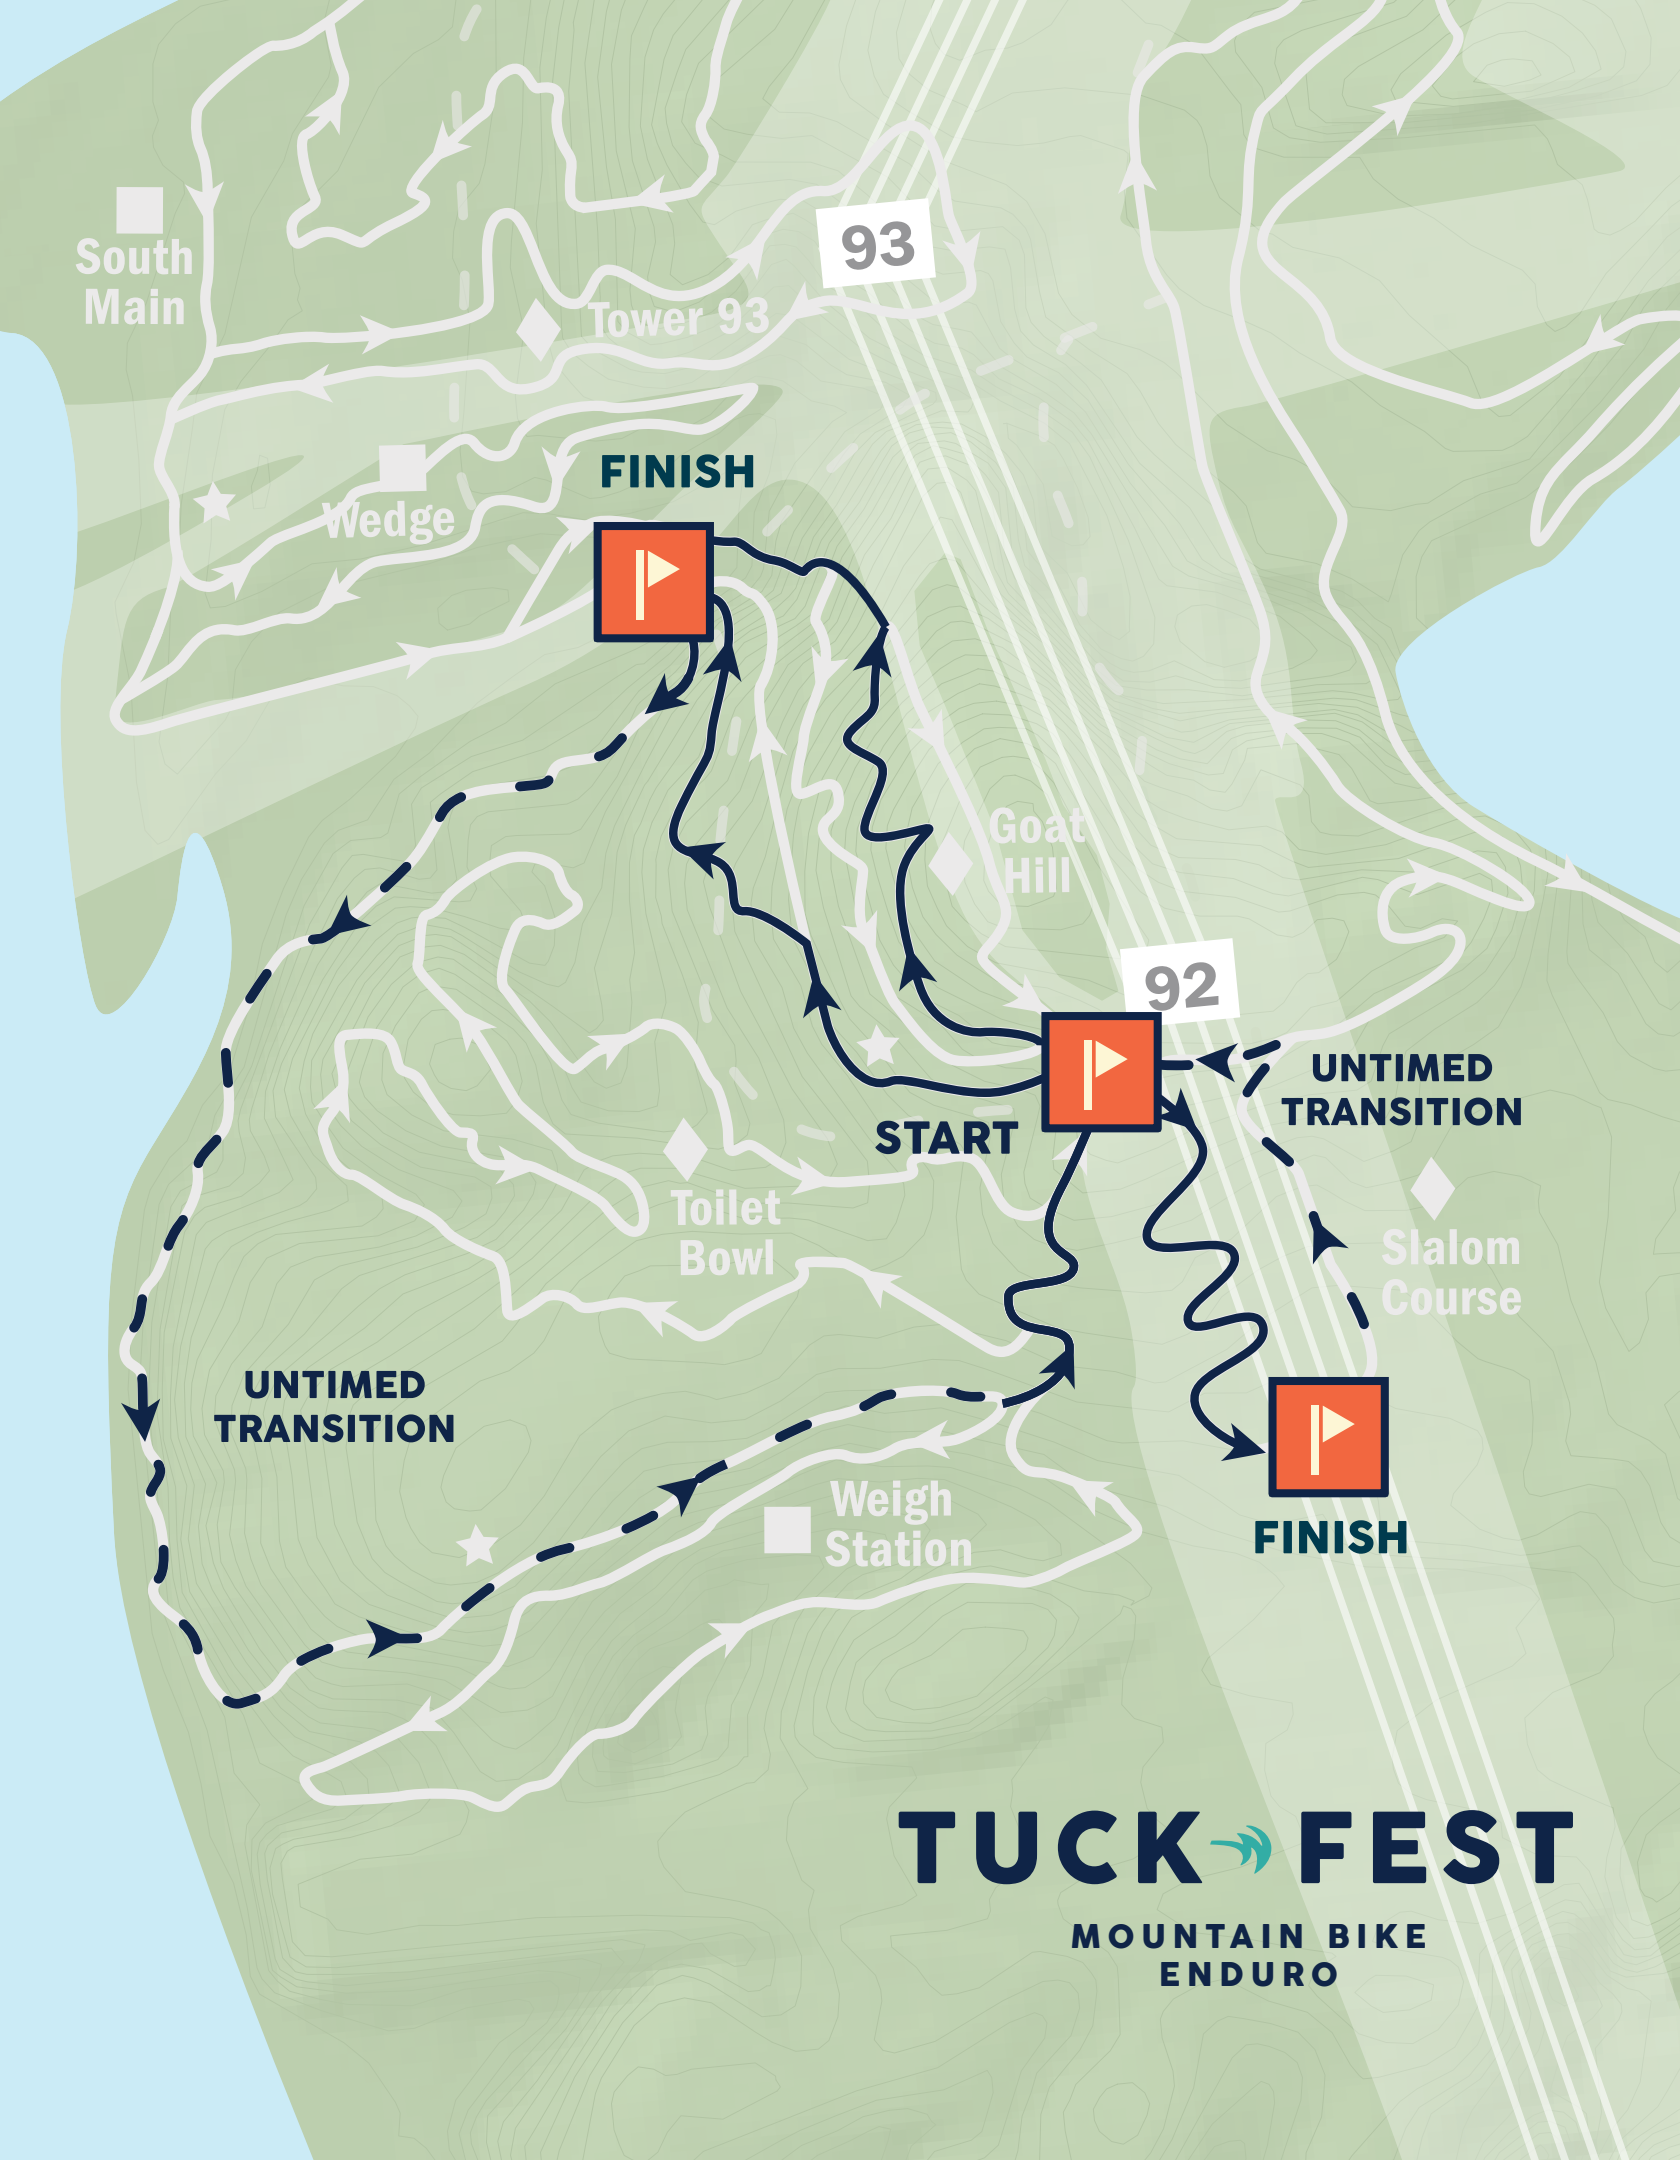 93
South
Main
Tower 93
FINISH
Wedge
Goat
Hill
92
UNTIMED
TRANSITION
START
Toilet
Bowl
Slalom
Course
UNTIMED
TRANSITION
Weigh
Station
FINISH
TUCK FEST
MOUNTAIN BIKE
ENDURO